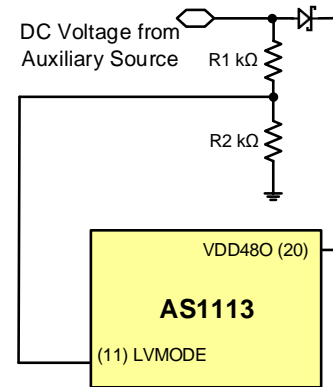 DC Voltage from
Auxiliary Source
R1 kΩ
R2 kΩ
VDD48O (20)
AS1113
(11) LVMODE